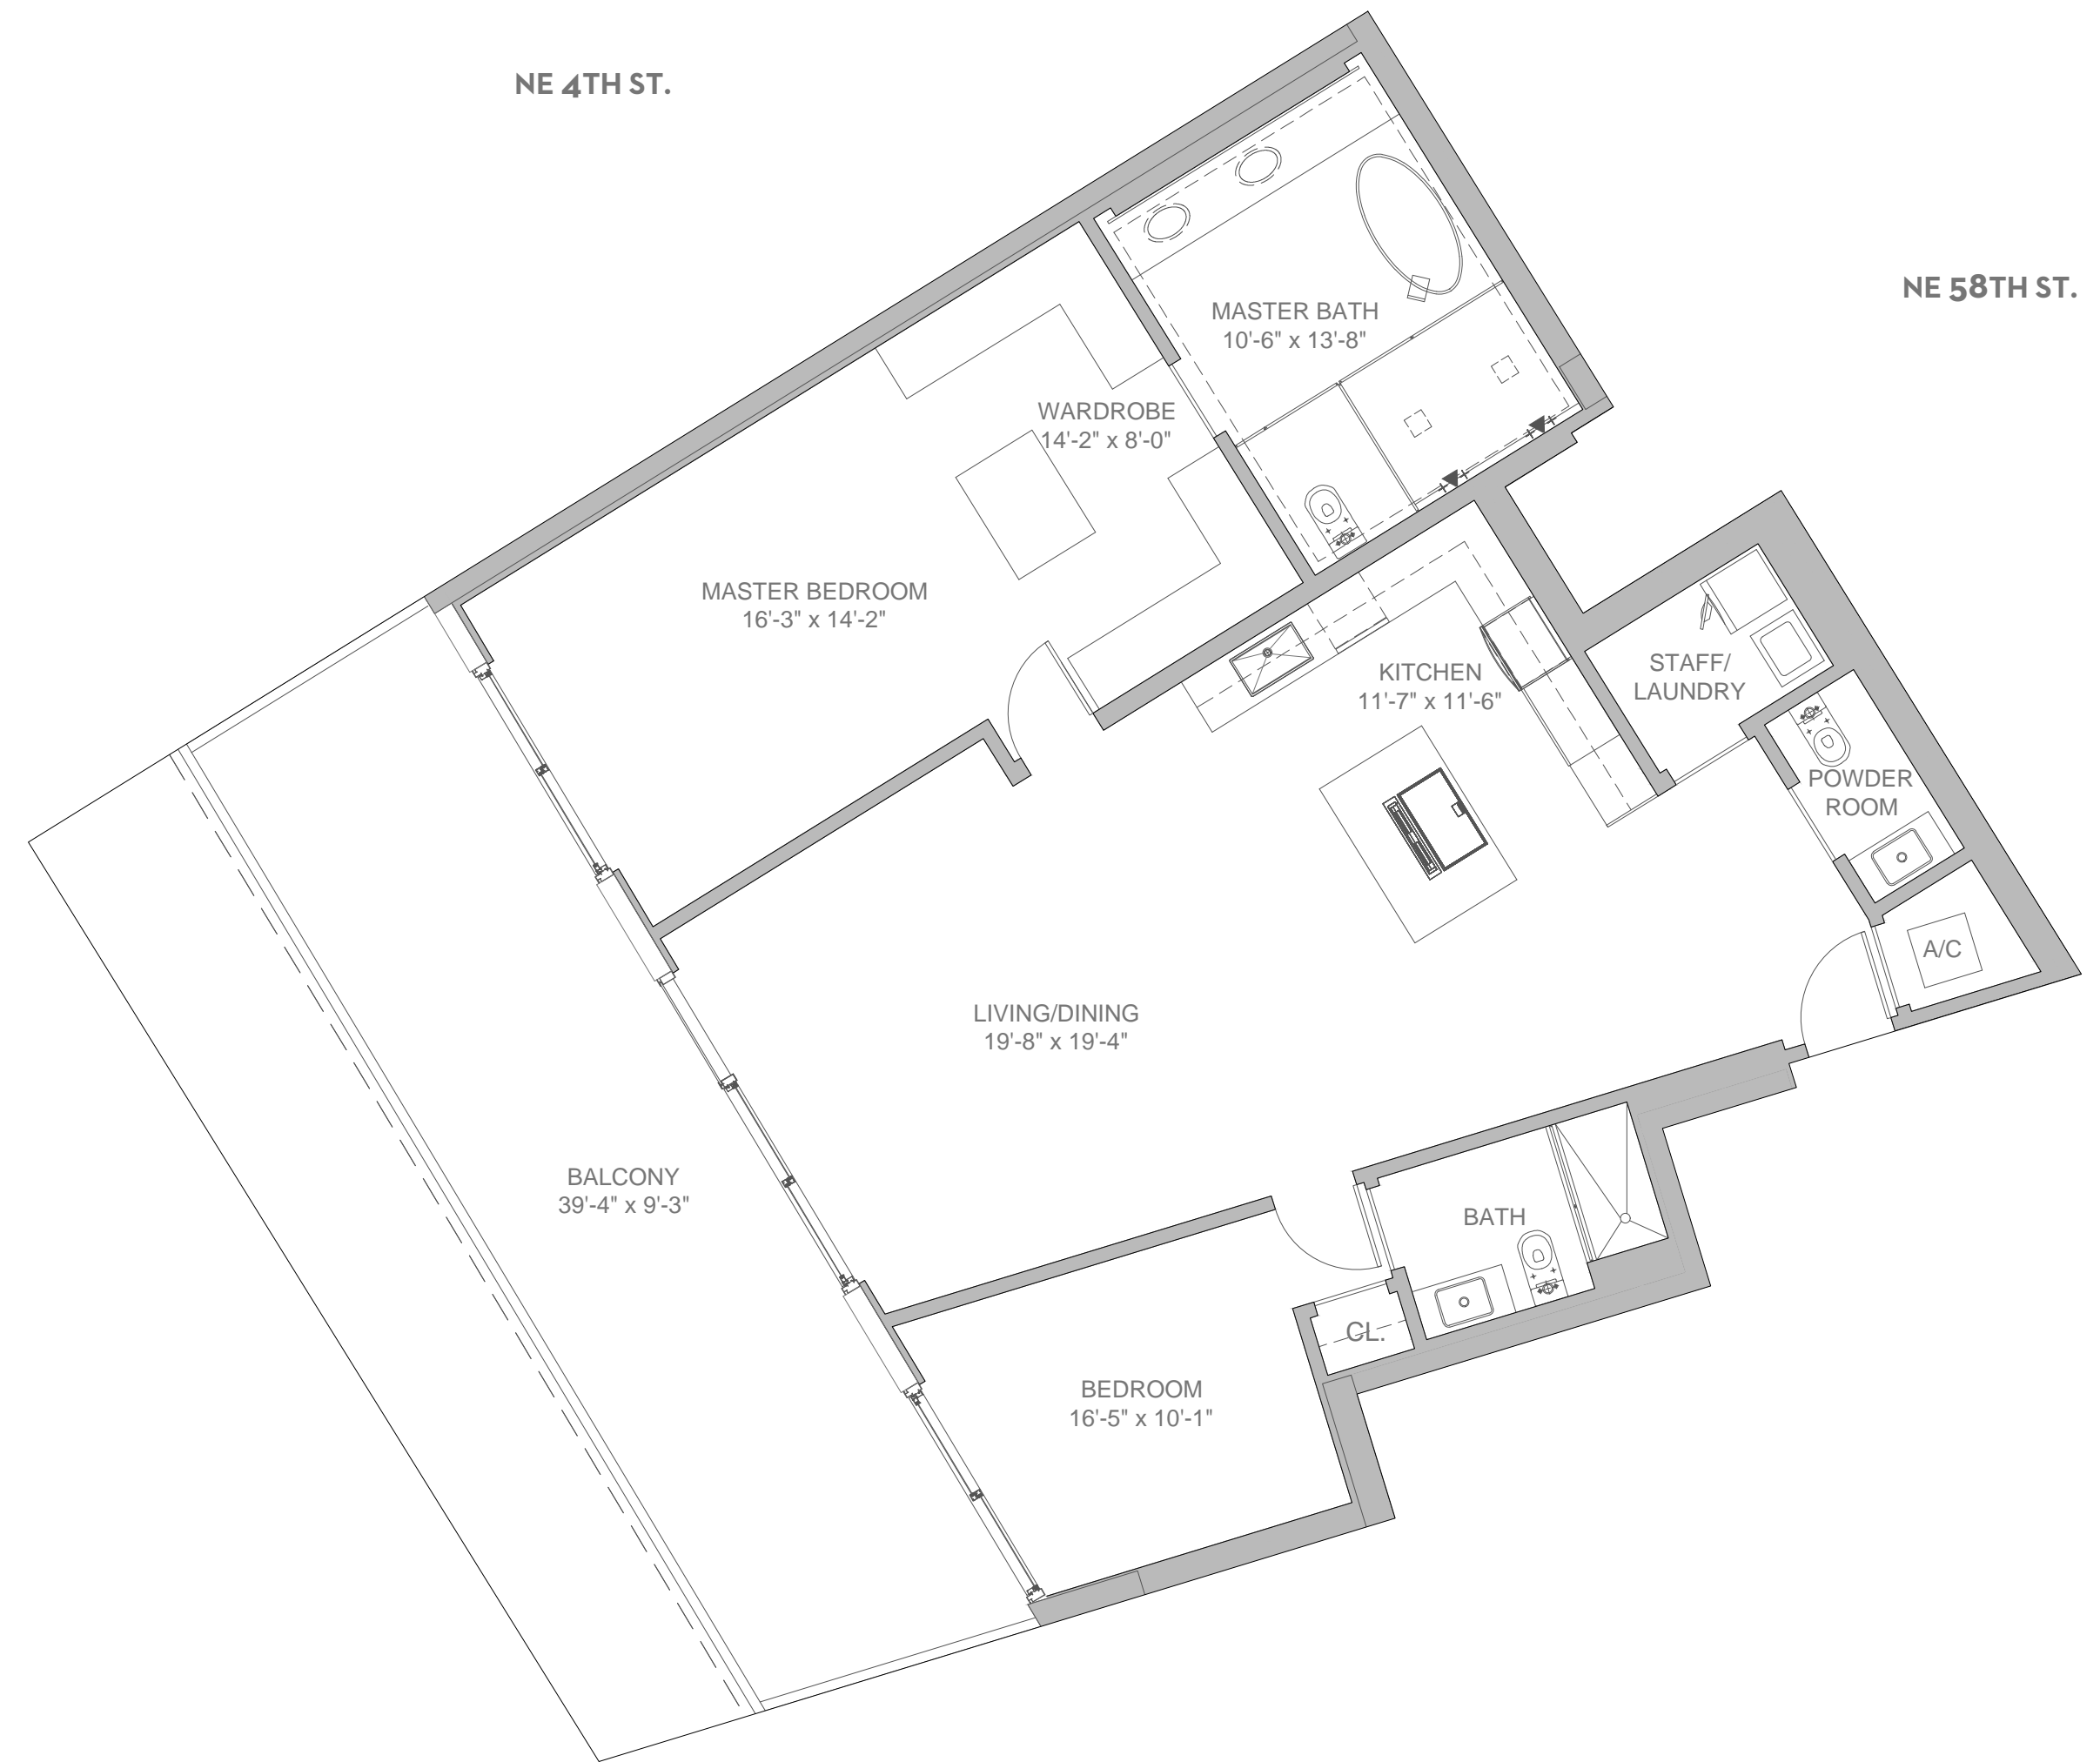 NE 4TH ST.
NE 58TH ST.
MASTER BATH
10'-6" x 13'-8"
WARDROBE
14'-2" x 8'-0"
MASTER BEDROOM
16'-3" x 14'-2"
KITCHEN
11'-7" x 11'-6"
STAFF/
LAUNDRY
POWDER
ROOM
A/C
LIVING/DINING
19'-8" x 19'-4"
BALCONY
39'-4" x 9'-3"
BATH
CL.
BEDROOM
16'-5" x 10'-1"